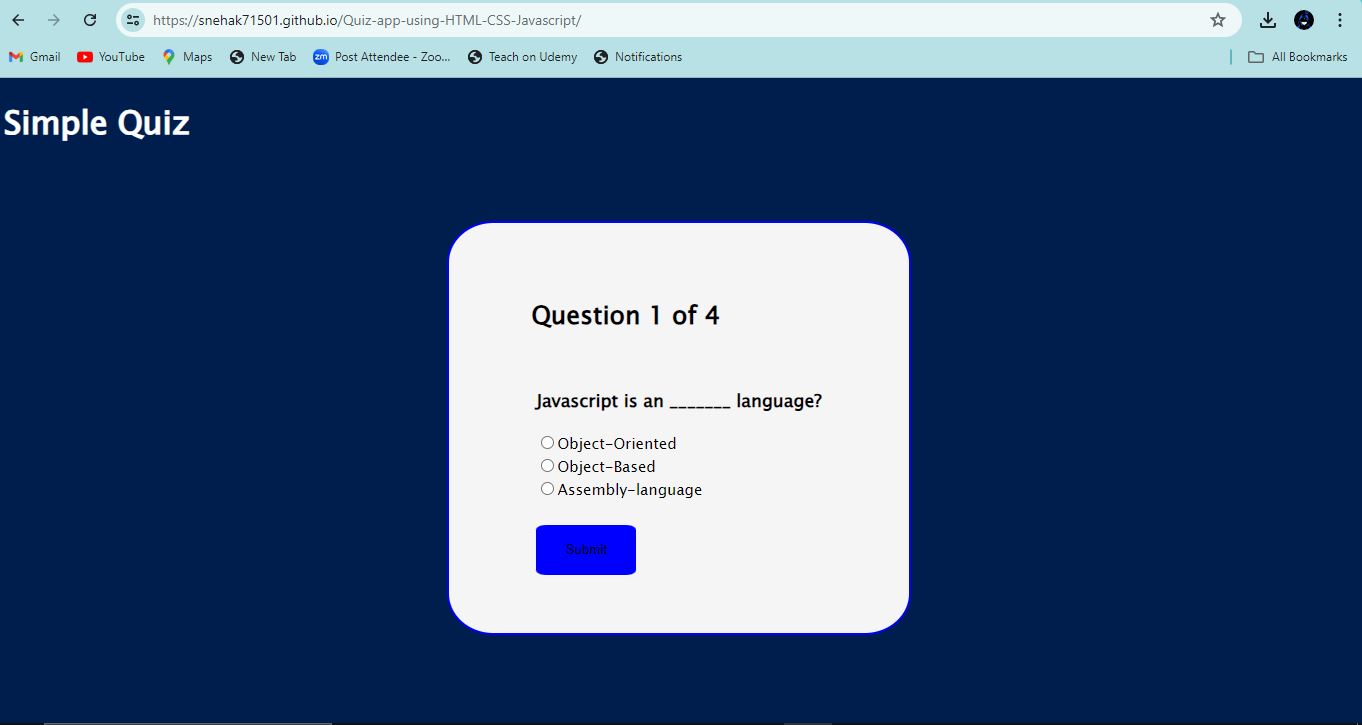 https://snehak71501.github.io/Quiz-app-using-HTML-CSS-Javascript/
Gmail YouTube Maps New Tab zm Post Attendee - Zoo... Teach on Udemy Notifications All Bookmarks
Simple Quiz
Question 1 of 4
Javascript is an _______ language?
Object-Oriented
Object-Based
Assembly-language
Submit